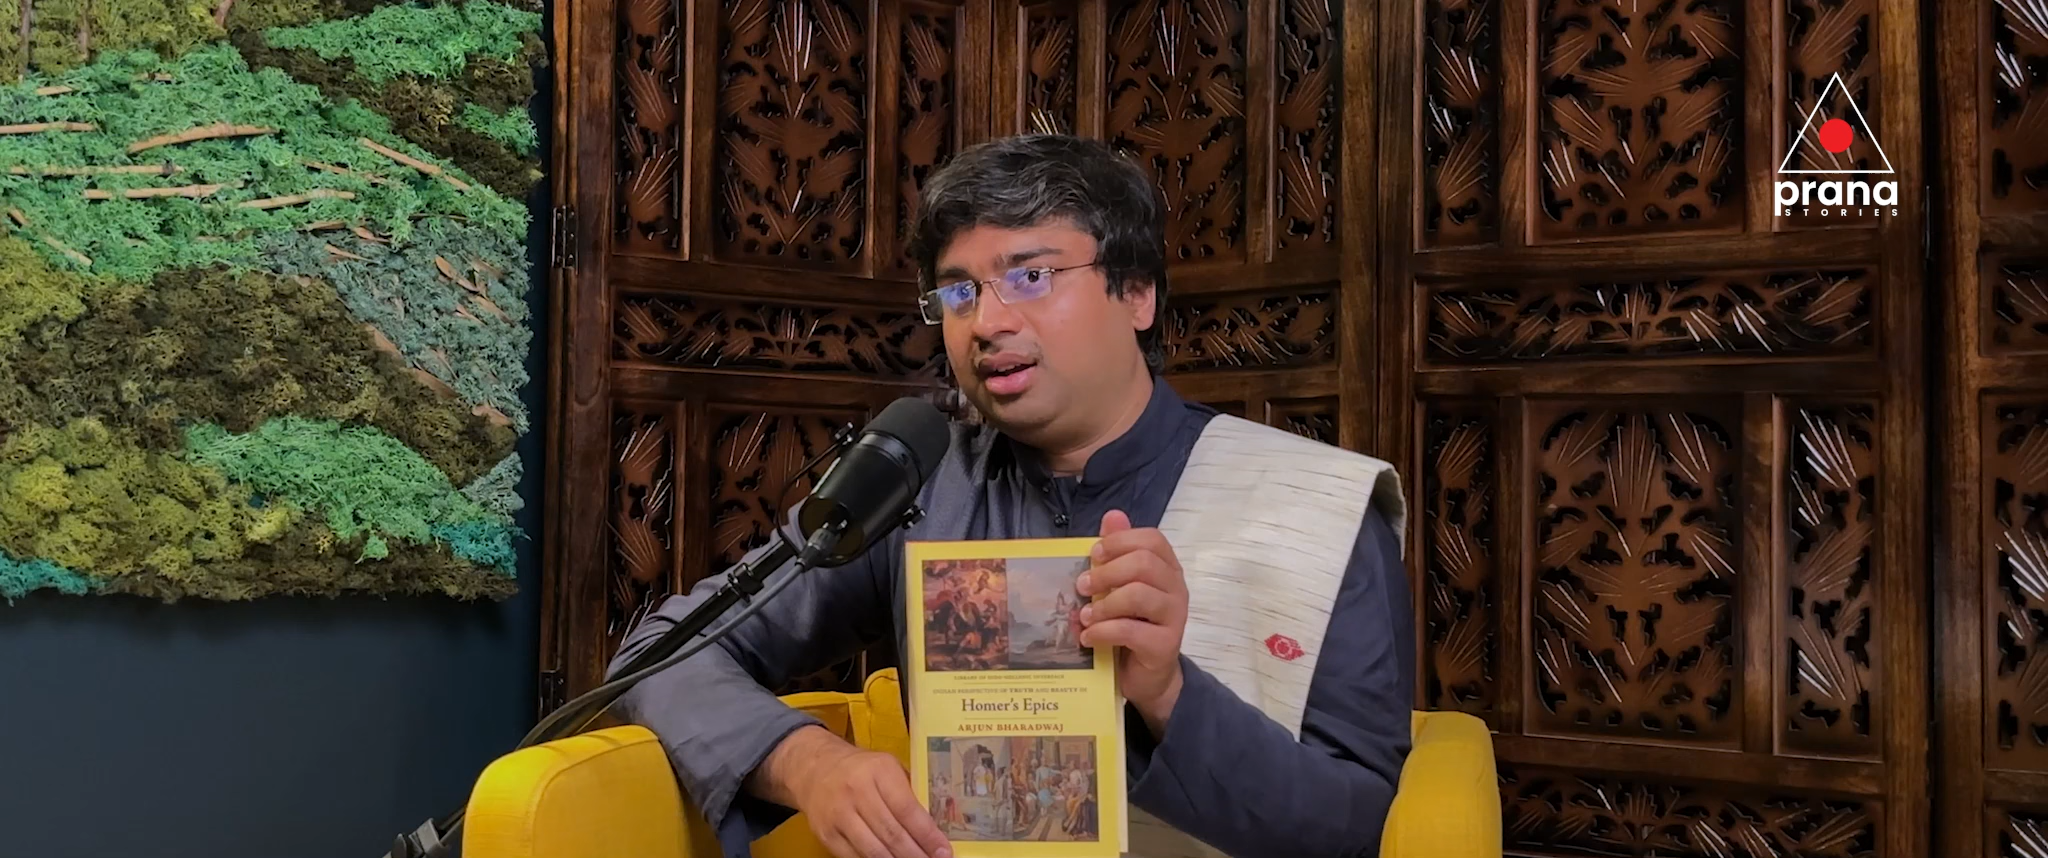 prana
STORIES
LIBRARY OF INDO-HELLENIC INTERFACE
INDIAN PERSPECTIVE OF TRUTH AND BEAUTY IN
Homer's Epics
ARJUN BHARADWAJ